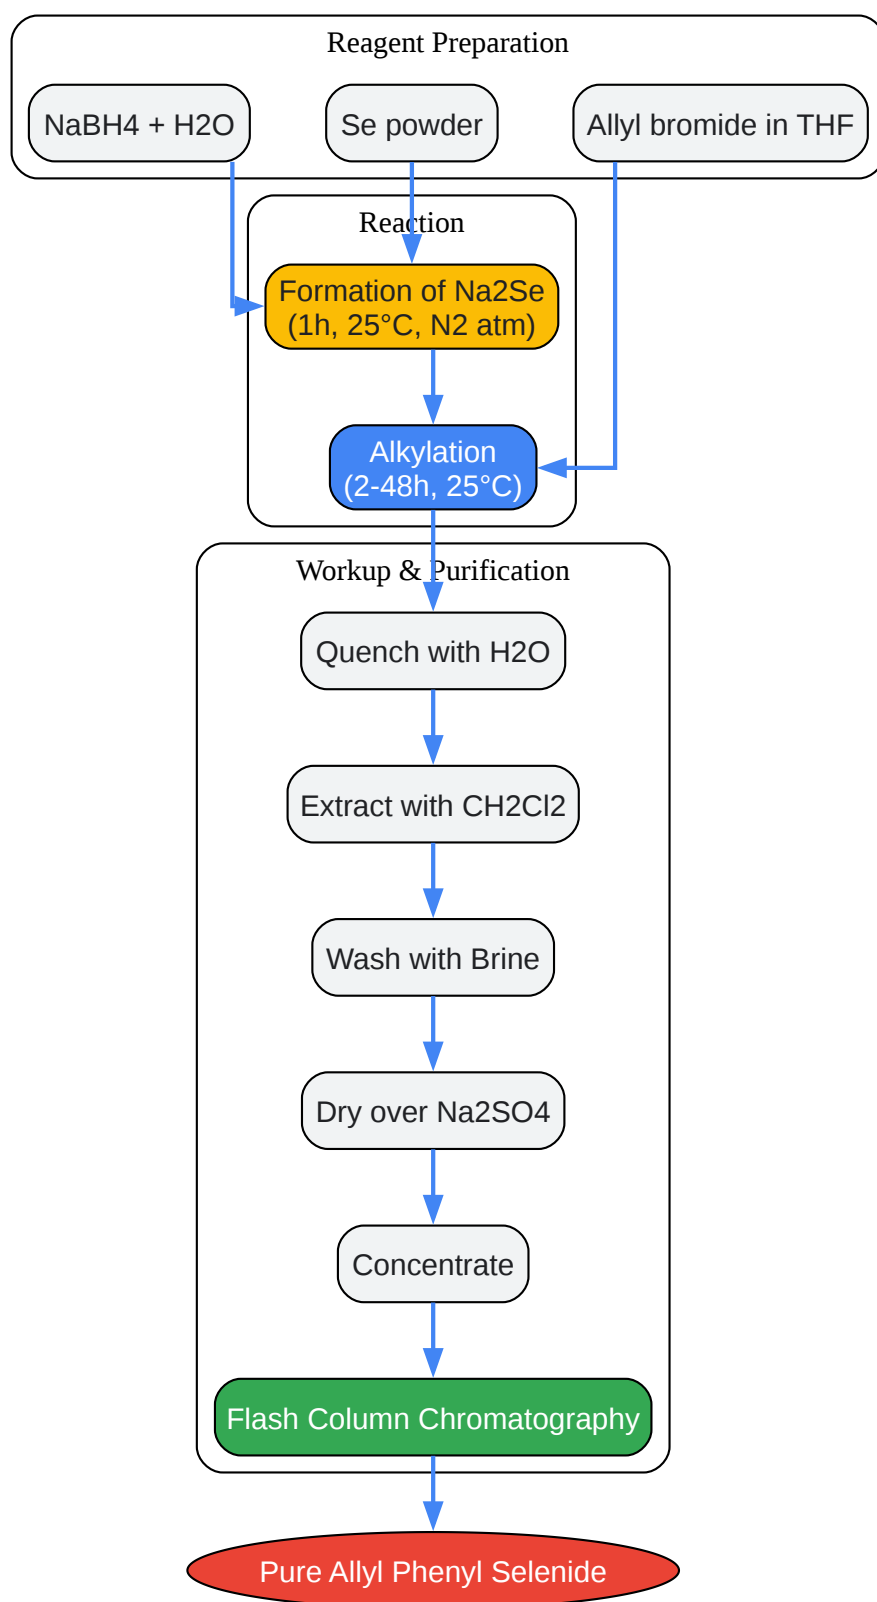 Reagent Preparation
NaBH4 + H2O
Se powder
Allyl bromide in THF
Reaction
Formation of Na2Se
(1h, 25°C, N2 atm)
Alkylation
(2-48h, 25°C)
Workup & Purification
Quench with H2O
Extract with CH2Cl2
Wash with Brine
Dry over Na2SO4
Concentrate
Flash Column Chromatography
Pure Allyl Phenyl Selenide